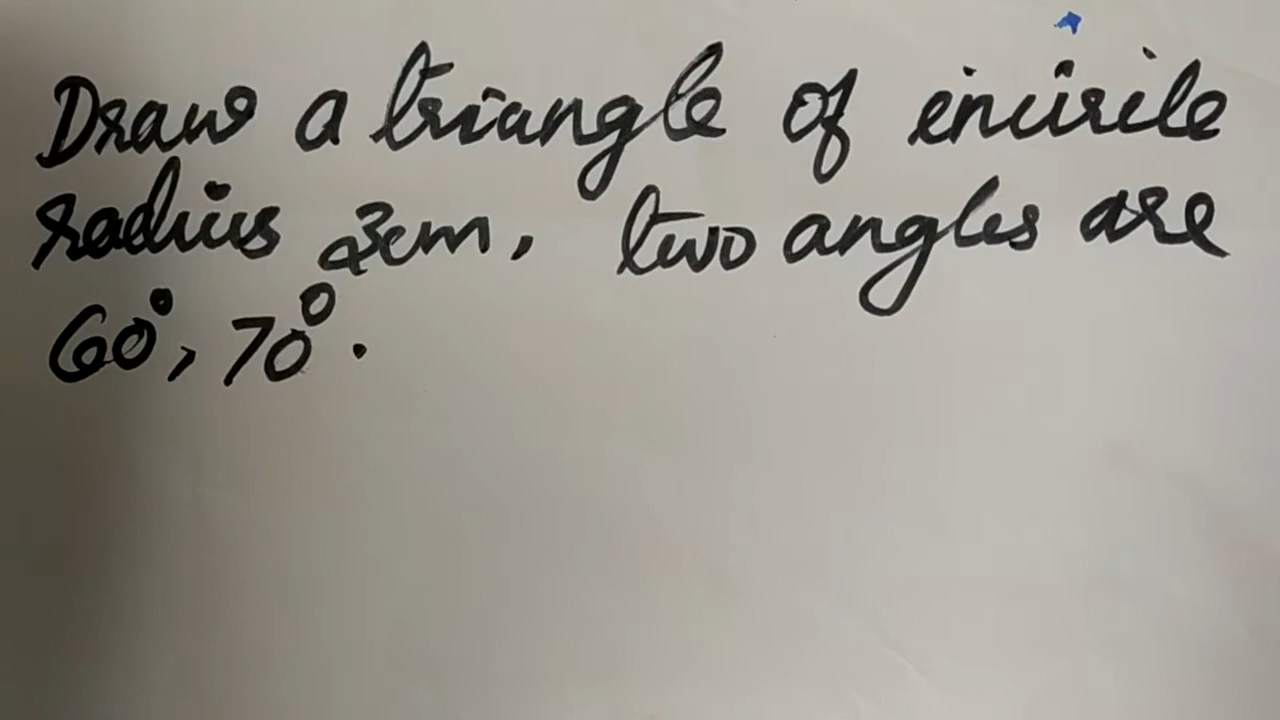 Draw a triangle of incircle
radius 3cm, two angles are
60°, 70°.